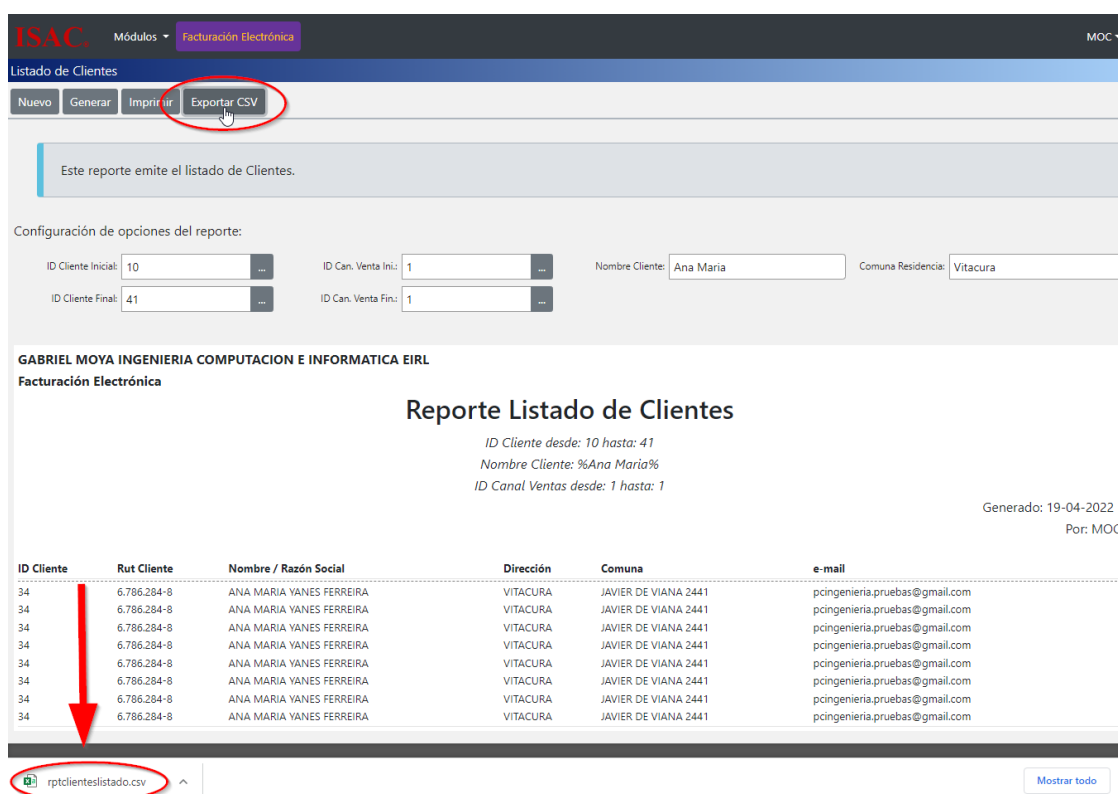 ISAC. Módulos Facturación Electrónica MOC
Listado de Clientes
Nuevo Generar Imprimir Exportar CSV
Este reporte emite el listado de Clientes.
Configuración de opciones del reporte:
ID Cliente Inicial: 10 ... ID Can. Venta Ini.: 1 ... Nombre Cliente: Ana Maria Comuna Residencia: Vitacura
ID Cliente Final: 41 ... ID Can. Venta Fin.: 1 ...
GABRIEL MOYA INGENIERIA COMPUTACION E INFORMATICA EIRL
Facturación Electrónica
Reporte Listado de Clientes
ID Cliente desde: 10 hasta: 41
Nombre Cliente: %Ana Maria%
ID Canal Ventas desde: 1 hasta: 1
Generado: 19-04-2022
Por: MOC
ID Cliente Rut Cliente Nombre / Razón Social Dirección Comuna e-mail
34 6.786.284-8 ANA MARIA YANES FERREIRA VITACURA JAVIER DE VIANA 2441 pcingenieria.pruebas@gmail.com
34 6.786.284-8 ANA MARIA YANES FERREIRA VITACURA JAVIER DE VIANA 2441 pcingenieria.pruebas@gmail.com
34 6.786.284-8 ANA MARIA YANES FERREIRA VITACURA JAVIER DE VIANA 2441 pcingenieria.pruebas@gmail.com
34 6.786.284-8 ANA MARIA YANES FERREIRA VITACURA JAVIER DE VIANA 2441 pcingenieria.pruebas@gmail.com
34 6.786.284-8 ANA MARIA YANES FERREIRA VITACURA JAVIER DE VIANA 2441 pcingenieria.pruebas@gmail.com
34 6.786.284-8 ANA MARIA YANES FERREIRA VITACURA JAVIER DE VIANA 2441 pcingenieria.pruebas@gmail.com
34 6.786.284-8 ANA MARIA YANES FERREIRA VITACURA JAVIER DE VIANA 2441 pcingenieria.pruebas@gmail.com
34 6.786.284-8 ANA MARIA YANES FERREIRA VITACURA JAVIER DE VIANA 2441 pcingenieria.pruebas@gmail.com
rptclienteslistado.csv Mostrar todo